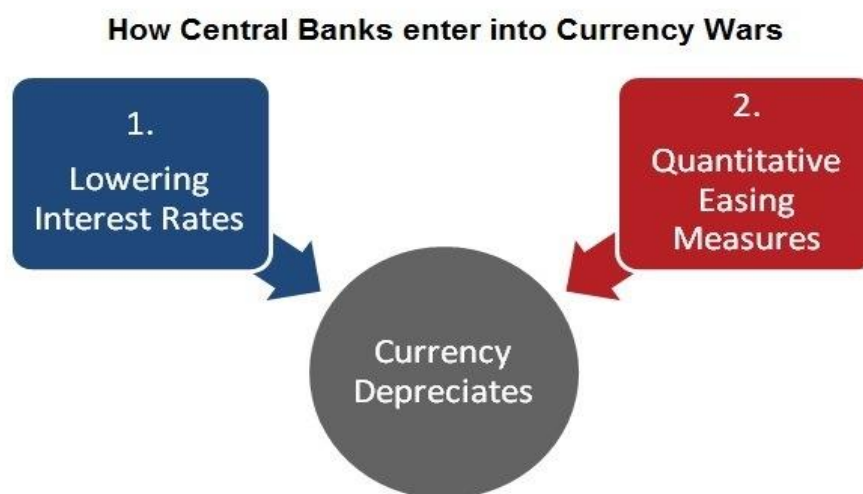 How Central Banks enter into Currency Wars
1.
Lowering
Interest Rates
2.
Quantitative
Easing
Measures
Currency
Depreciates